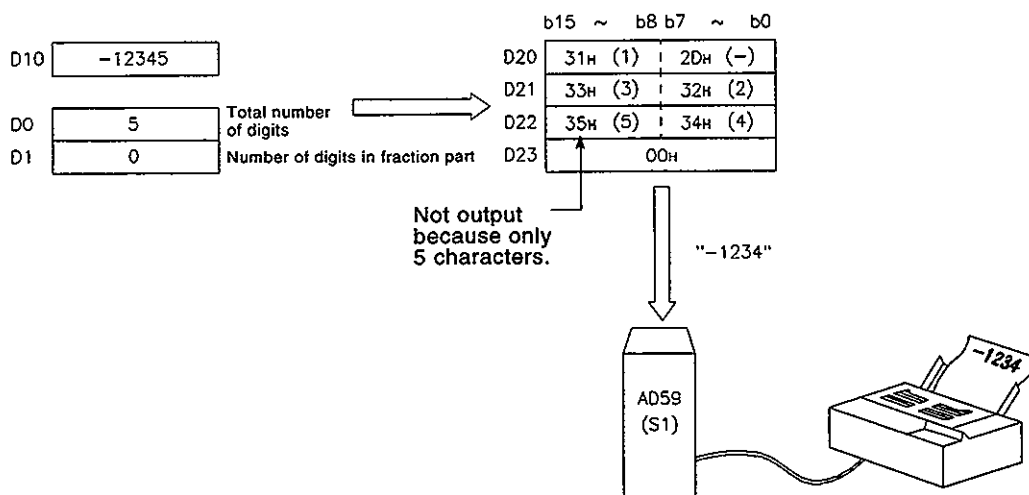 b15 ~ b8 b7 ~ b0
D10 -12345
D0 5 Total number of digits
D1 0 Number of digits in fraction part
D20 31H (1) 2DH (-)
D21 33H (3) 32H (2)
D22 35H (5) 34H (4)
D23 00H
Not output
because only
5 characters.
"-1234"
AD59
(S1)
-1234